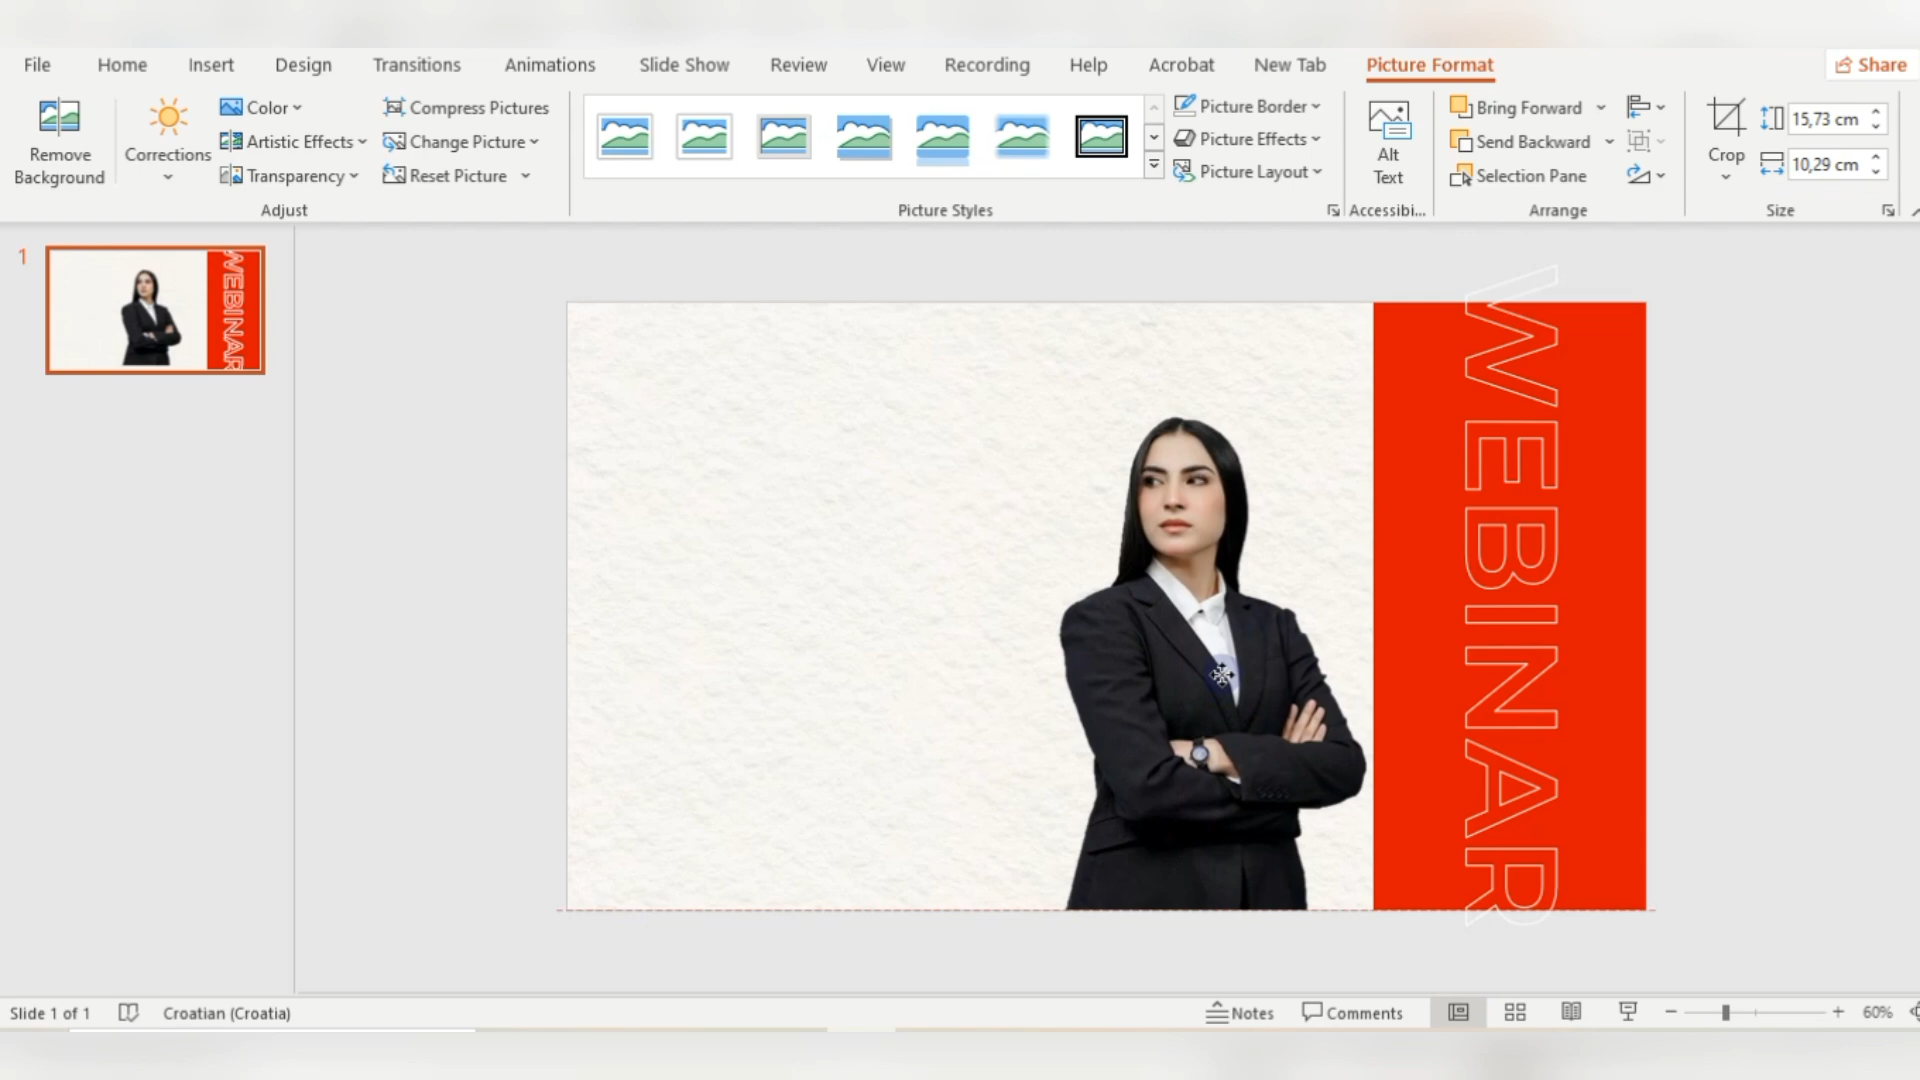 File Home Insert Design Transitions Animations Slide Show Review View Recording Help Acrobat New Tab Picture Format Share
Remove Background
Corrections
Color
Artistic Effects
Transparency
Compress Pictures
Change Picture
Reset Picture
Adjust
Picture Styles
Picture Border
Picture Effects
Picture Layout
Alt Text
Accessibi...
Bring Forward
Send Backward
Selection Pane
Arrange
Crop
15,73 cm
10,29 cm
Size
1
WEBINAR
WEBINAR
Slide 1 of 1 Croatian (Croatia) Notes Comments 60%